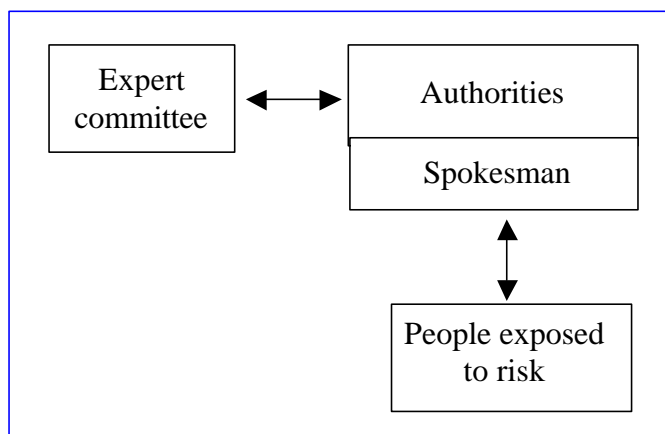 Expert
committee
Authorities
Spokesman
People exposed
to risk